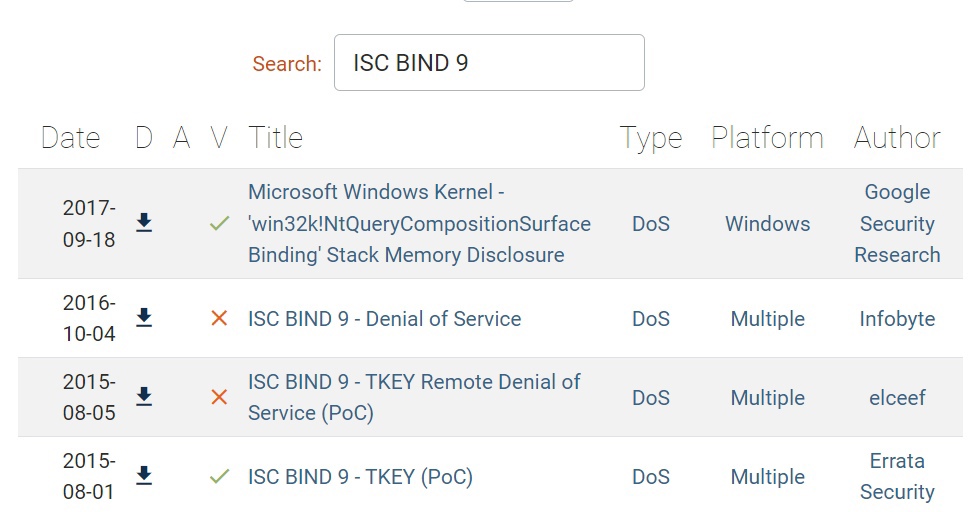 Search: ISC BIND 9
Date D A V Title Type Platform Author
2017-09-18 Microsoft Windows Kernel - 'win32k!NtQueryCompositionSurface Binding' Stack Memory Disclosure DoS Windows Google Security Research
2016-10-04 ISC BIND 9 - Denial of Service DoS Multiple Infobyte
2015-08-05 ISC BIND 9 - TKEY Remote Denial of Service (PoC) DoS Multiple elceef
2015-08-01 ISC BIND 9 - TKEY (PoC) DoS Multiple Errata Security